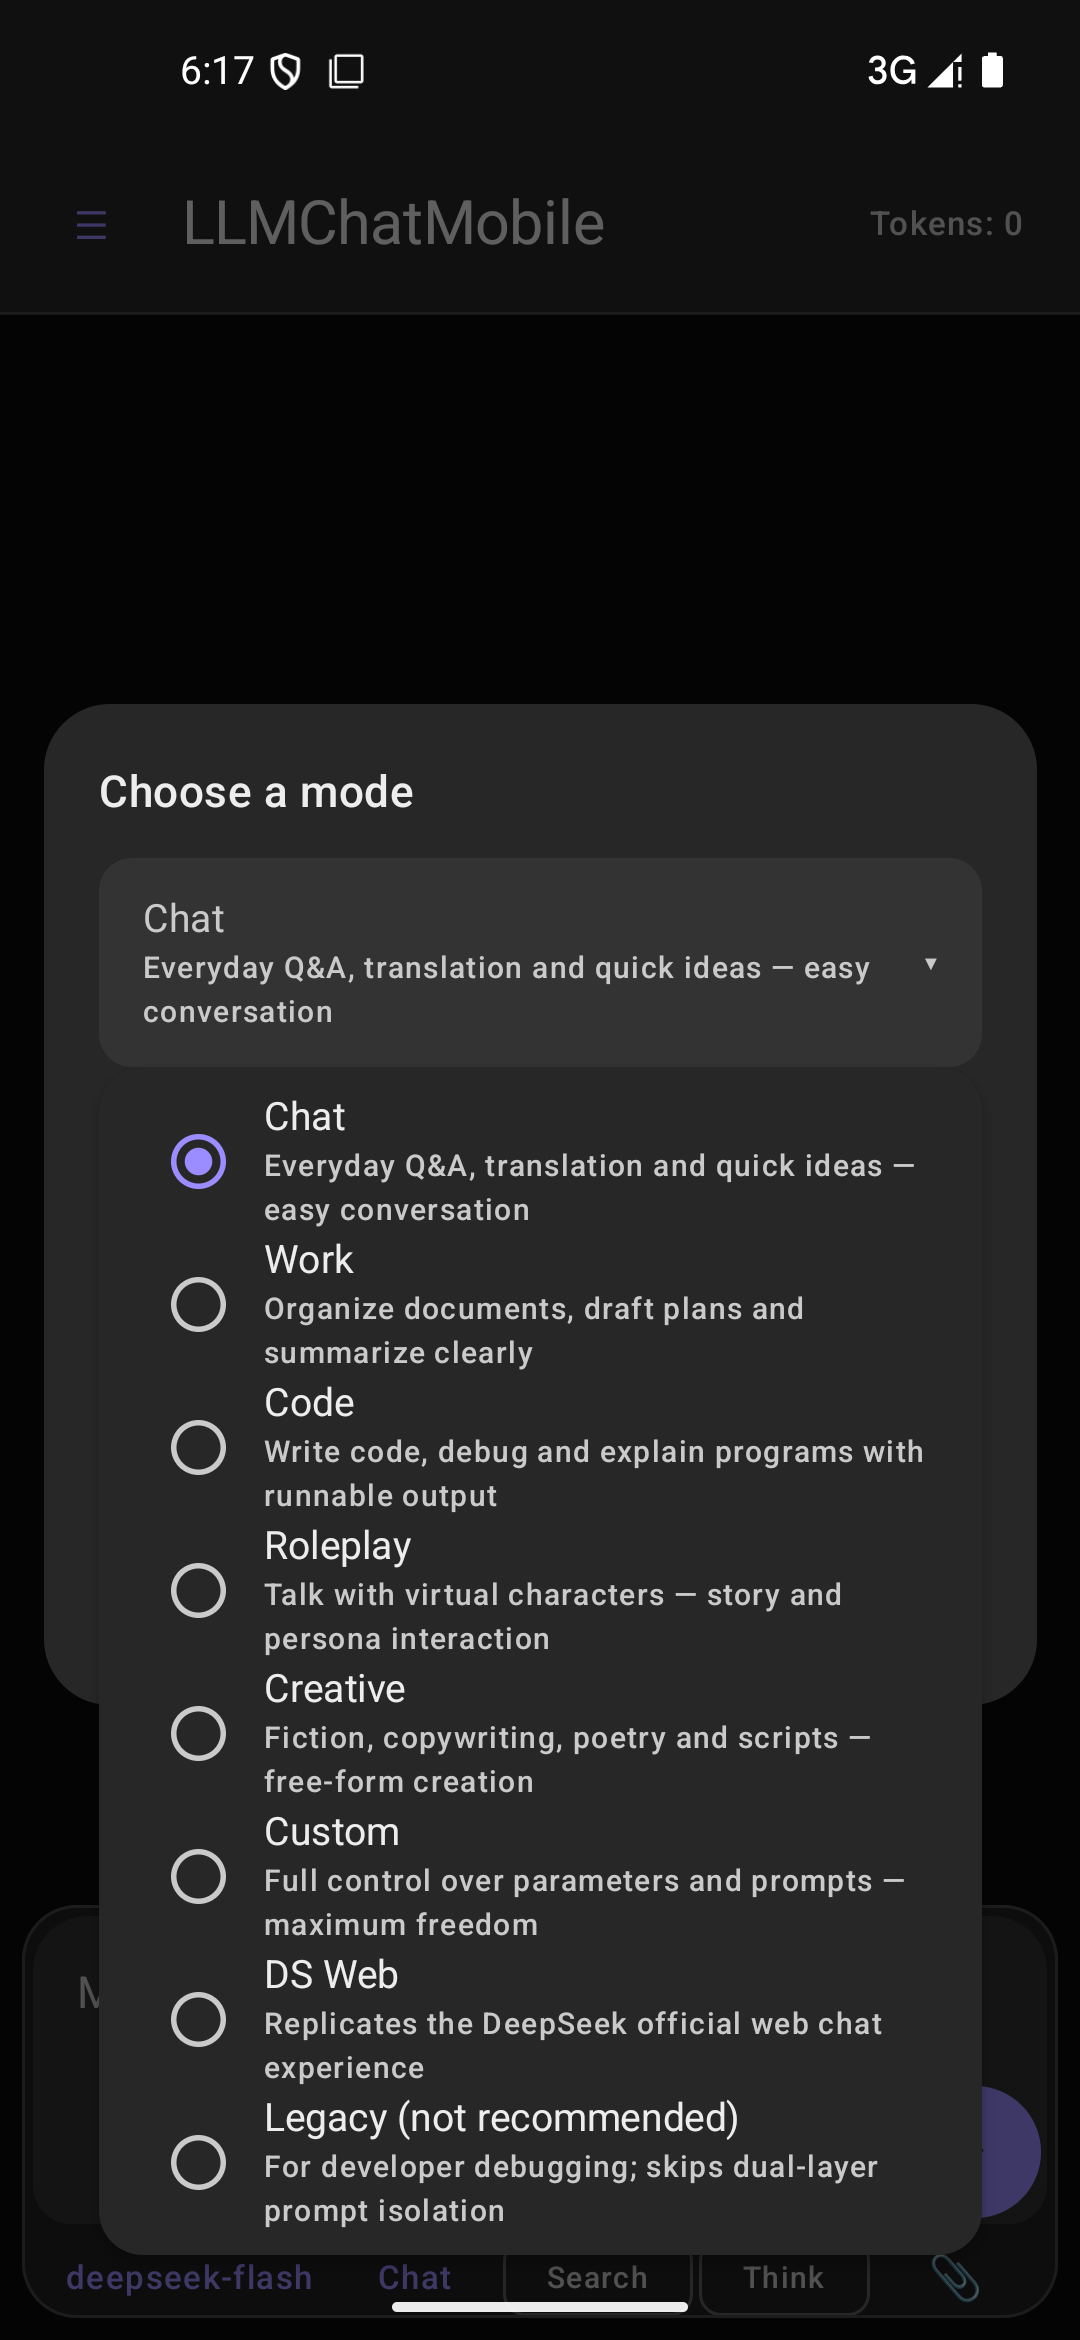 6:17
3G
LLMChatMobile
Tokens: 0
Choose a mode
Chat
Everyday Q&A, translation and quick ideas — easy
conversation
Chat
Everyday Q&A, translation and quick ideas —
easy conversation
Work
Organize documents, draft plans and
summarize clearly
Code
Write code, debug and explain programs with
runnable output
Roleplay
Talk with virtual characters — story and
persona interaction
Creative
Fiction, copywriting, poetry and scripts —
free-form creation
Custom
Full control over parameters and prompts —
maximum freedom
DS Web
Replicates the DeepSeek official web chat
experience
Legacy (not recommended)
For developer debugging; skips dual-layer
prompt isolation
deepseek-flash
Chat
Search
Think